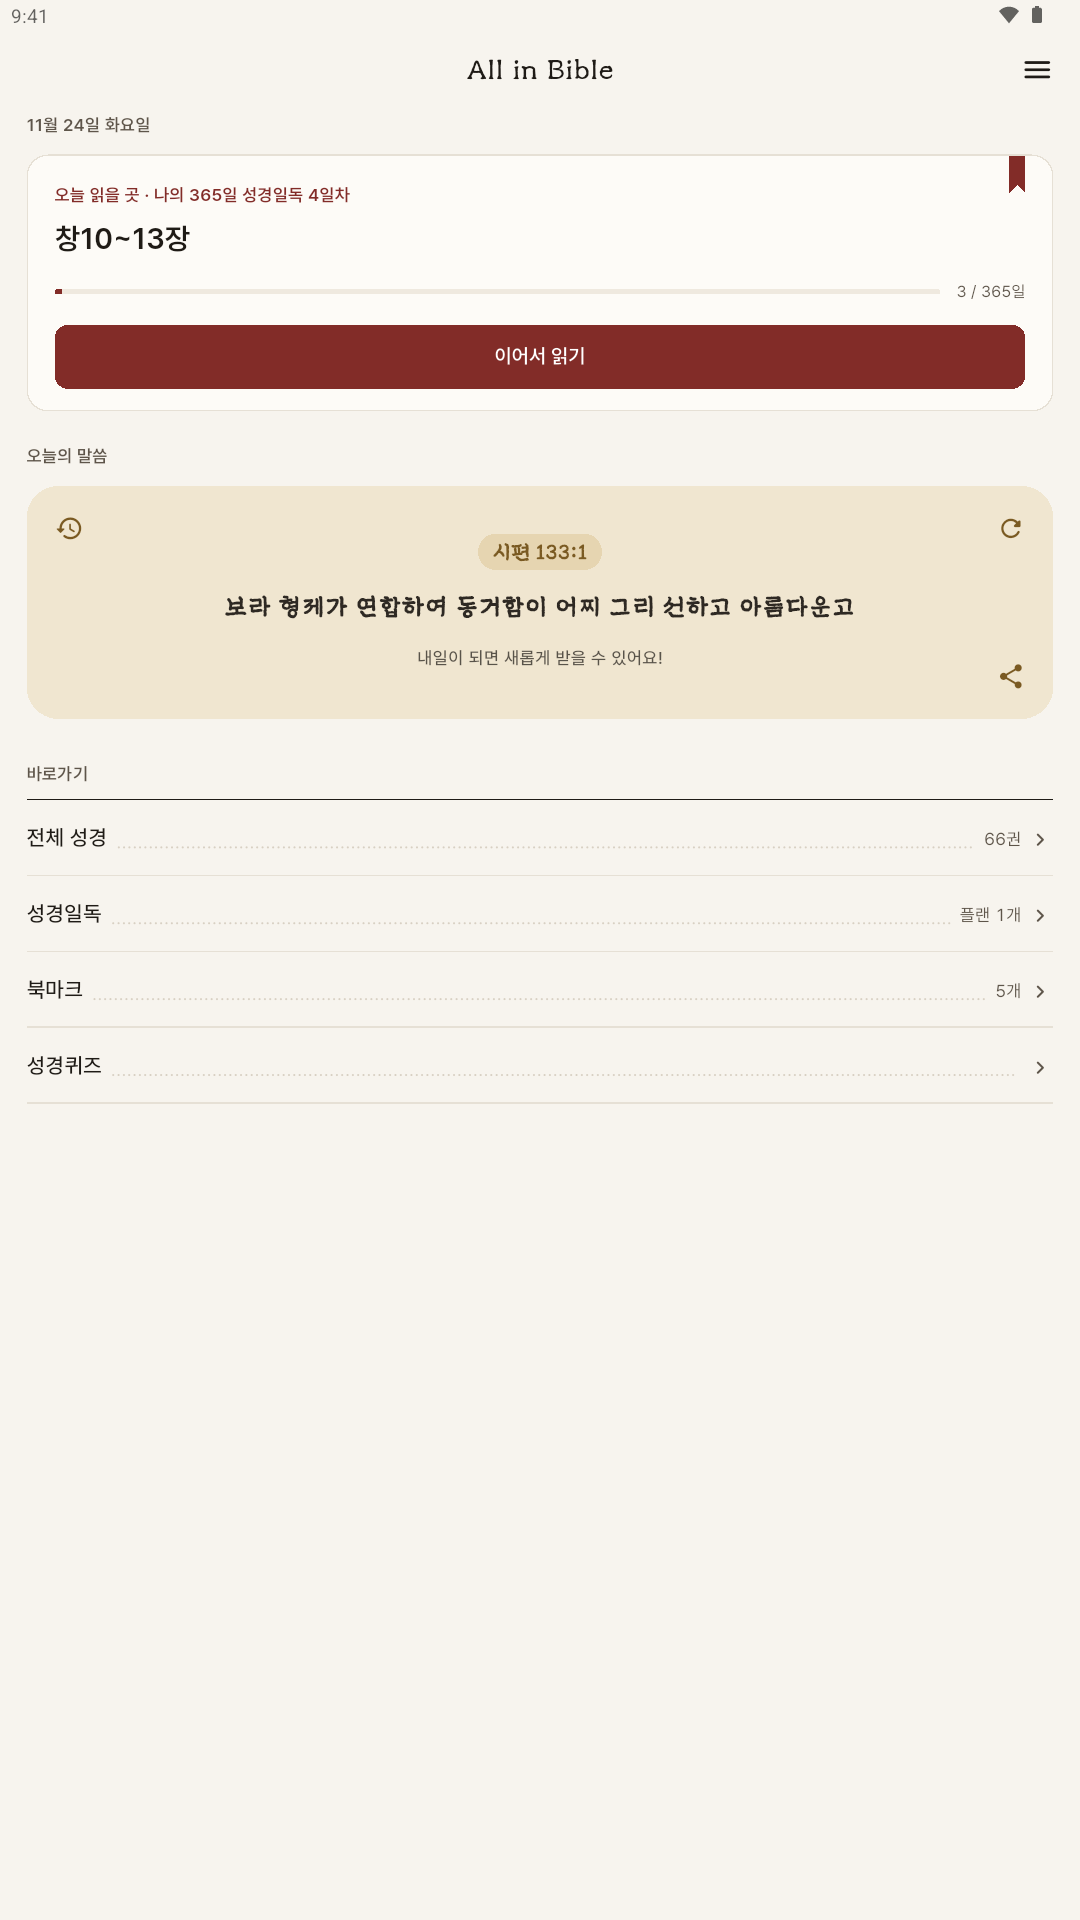 9:41
All in Bible
11월 24일 화요일
오늘 읽을 곳 · 나의 365일 성경일독 4일차
창10~13장
3 / 365일
이어서 읽기
오늘의 말씀
시편 133:1
보라 형제가 연합하여 동거함이 어찌 그리 선하고 아름다운고
내일이 되면 새롭게 받을 수 있어요!
바로가기
전체 성경 66권
성경일독 플랜 1개
북마크 5개
성경퀴즈